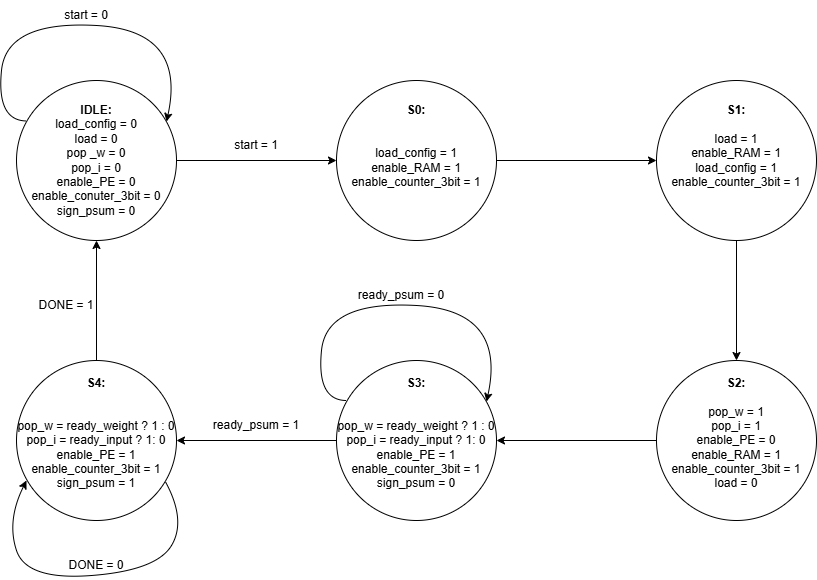 start = 0
IDLE:
load_config = 0
load = 0
pop _w = 0
pop_i = 0
enable_PE = 0
enable_conuter_3bit = 0
sign_psum = 0
start = 1
S0:
load_config = 1
enable_RAM = 1
enable_counter_3bit = 1
S1:
load = 1
enable_RAM = 1
load_config = 1
enable_counter_3bit = 1
S2:
pop_w = 1
pop_i = 1
enable_PE = 0
enable_RAM = 1
enable_counter_3bit = 1
load = 0
ready_psum = 0
S3:
pop_w = ready_weight ? 1 : 0
pop_i = ready_input ? 1: 0
enable_PE = 1
enable_counter_3bit = 1
sign_psum = 0
ready_psum = 1
S4:
pop_w = ready_weight ? 1 : 0
pop_i = ready_input ? 1: 0
enable_PE = 1
enable_counter_3bit = 1
sign_psum = 1
DONE = 0
DONE = 1